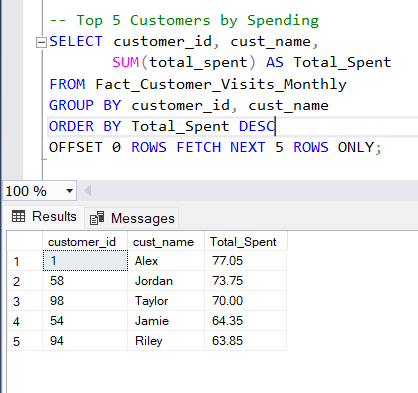 -- Top 5 Customers by Spending
SELECT customer_id, cust_name,
SUM(total_spent) AS Total_Spent
FROM Fact_Customer_Visits_Monthly
GROUP BY customer_id, cust_name
ORDER BY Total_Spent DESC
OFFSET 0 ROWS FETCH NEXT 5 ROWS ONLY;
100 %
Results Messages
customer_id cust_name Total_Spent
1 1 Alex 77.05
2 58 Jordan 73.75
3 98 Taylor 70.00
4 54 Jamie 64.35
5 94 Riley 63.85